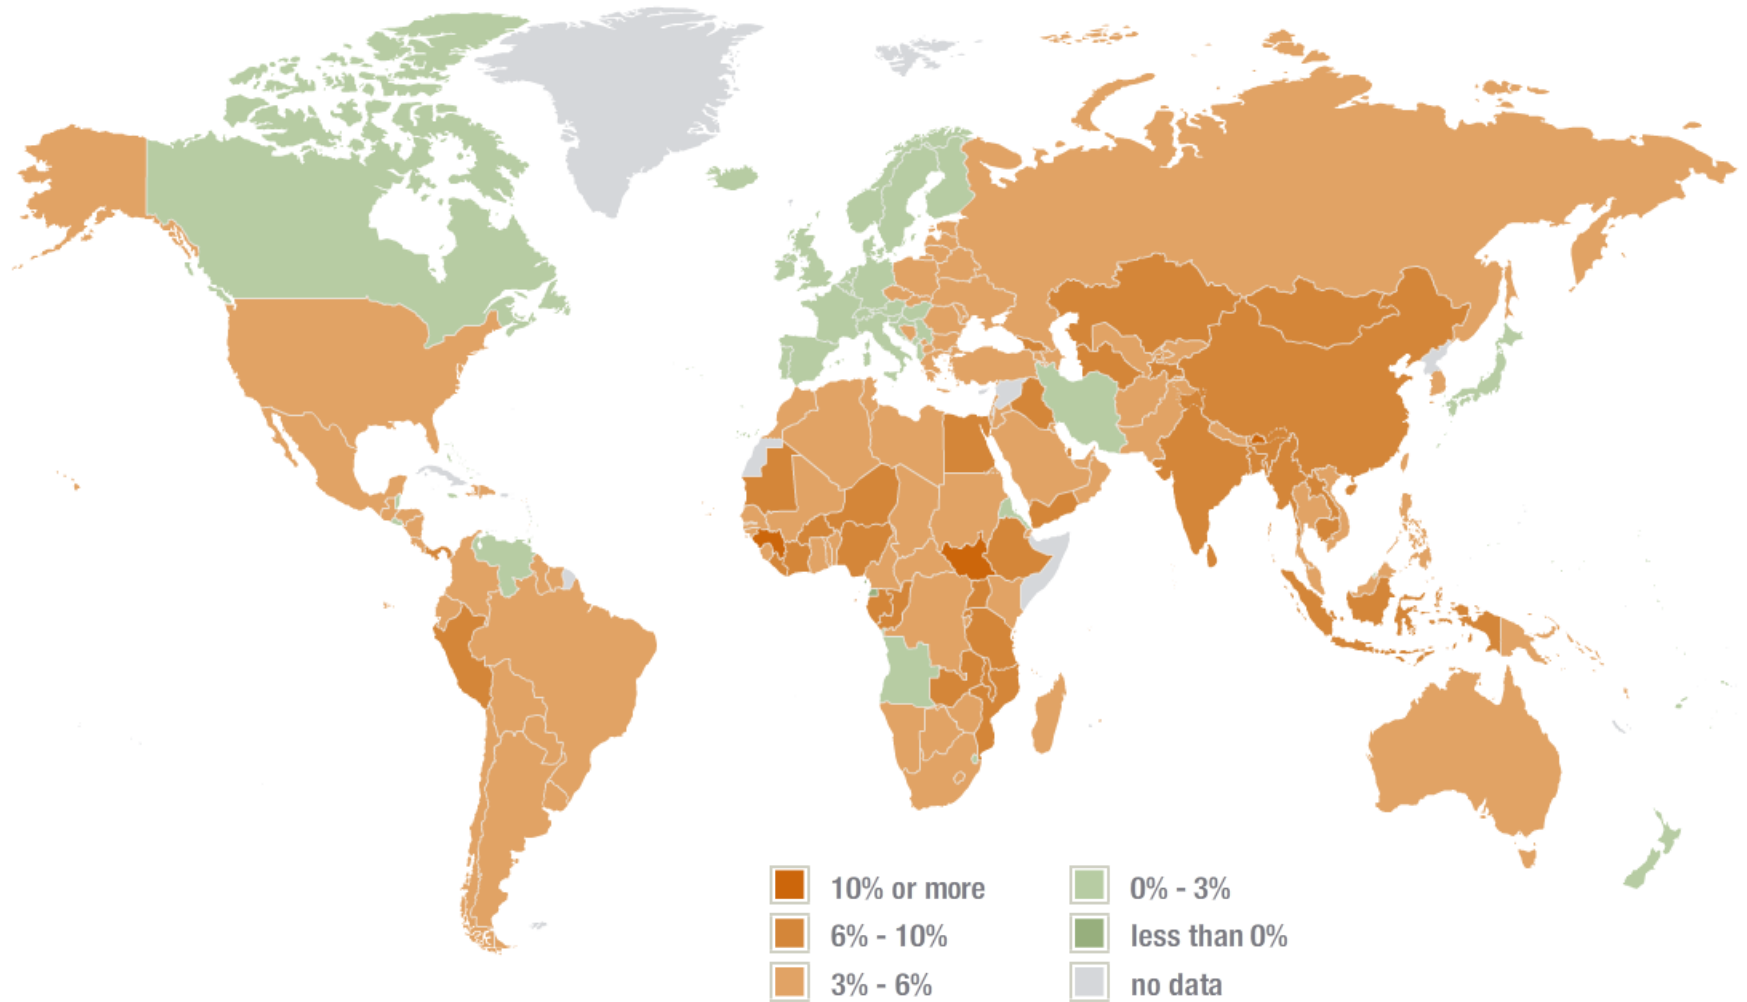 10% or more
6% - 10%
3% - 6%
0% - 3%
less than 0%
no data